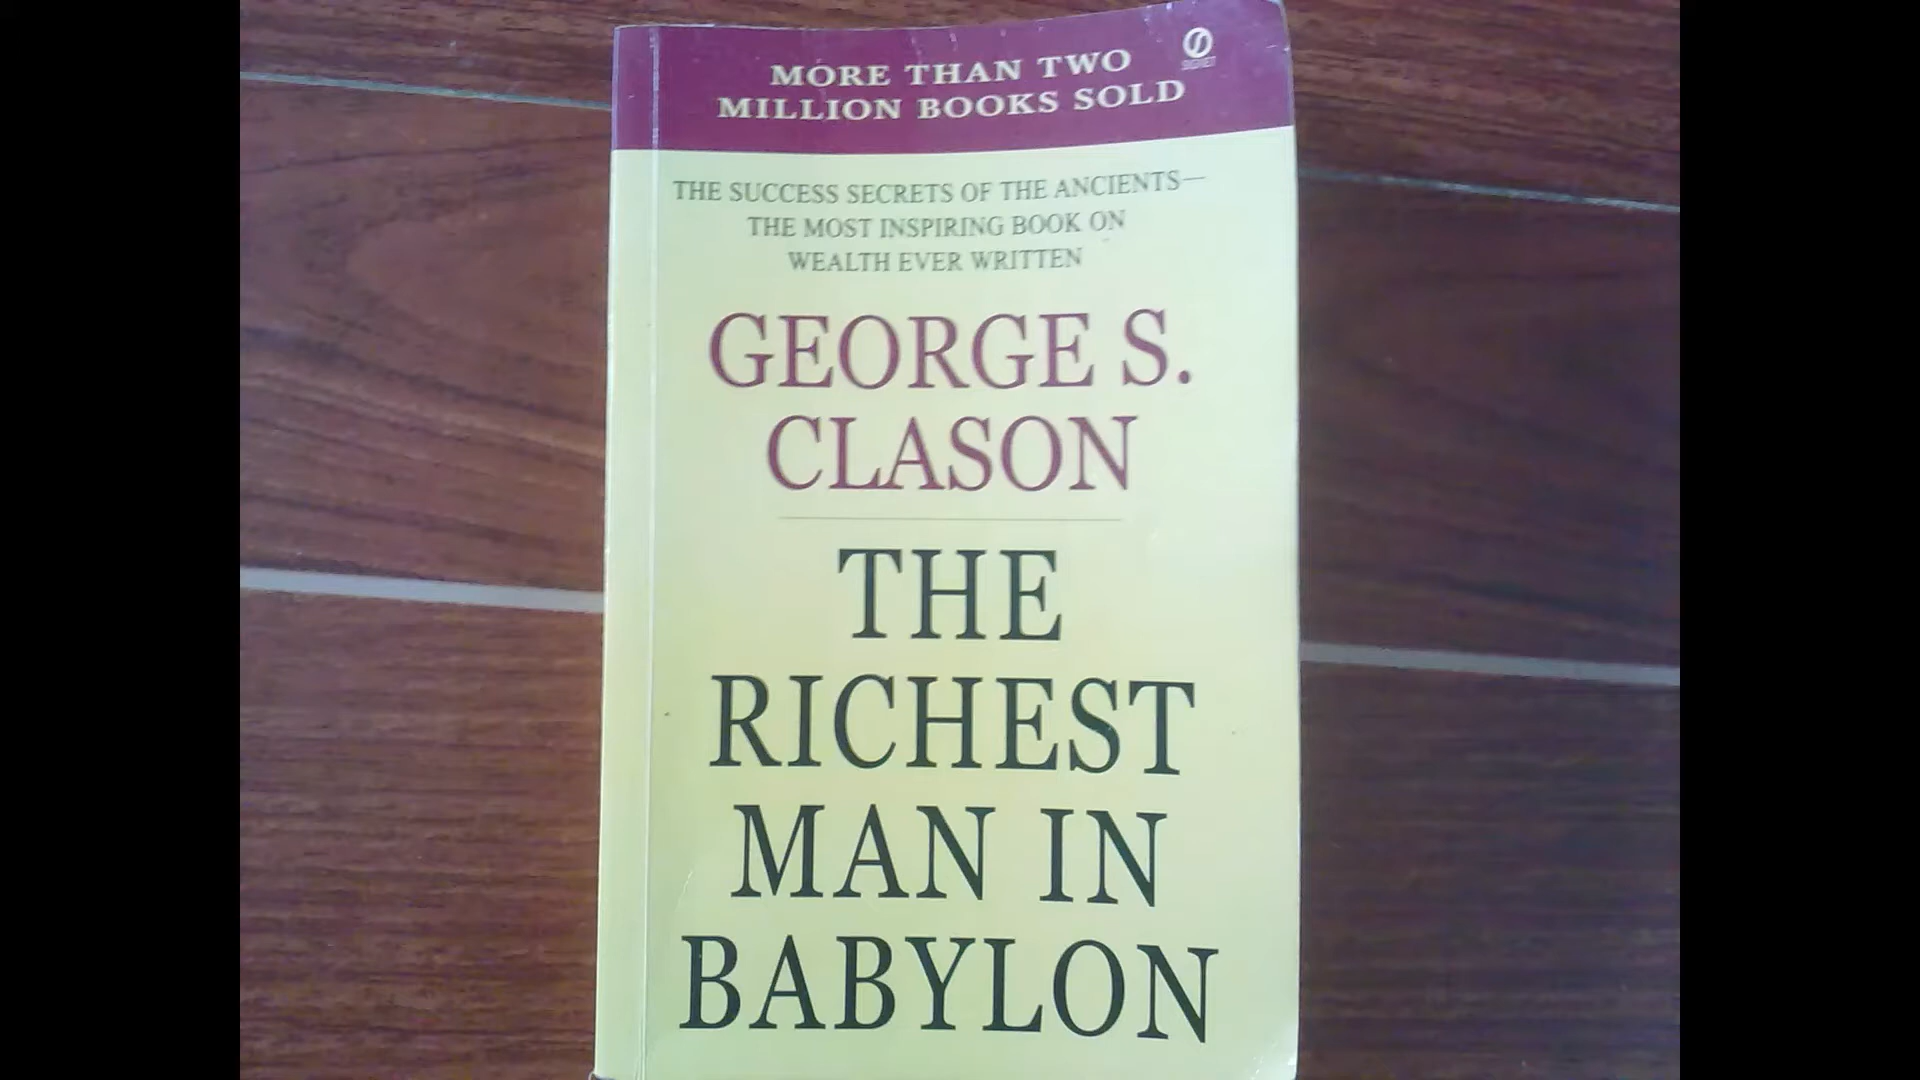 MORE THAN TWO
MILLION BOOKS SOLD
SIGNET
THE SUCCESS SECRETS OF THE ANCIENTS—
THE MOST INSPIRING BOOK ON
WEALTH EVER WRITTEN
GEORGE S.
CLASON
THE
RICHEST
MAN IN
BABYLON